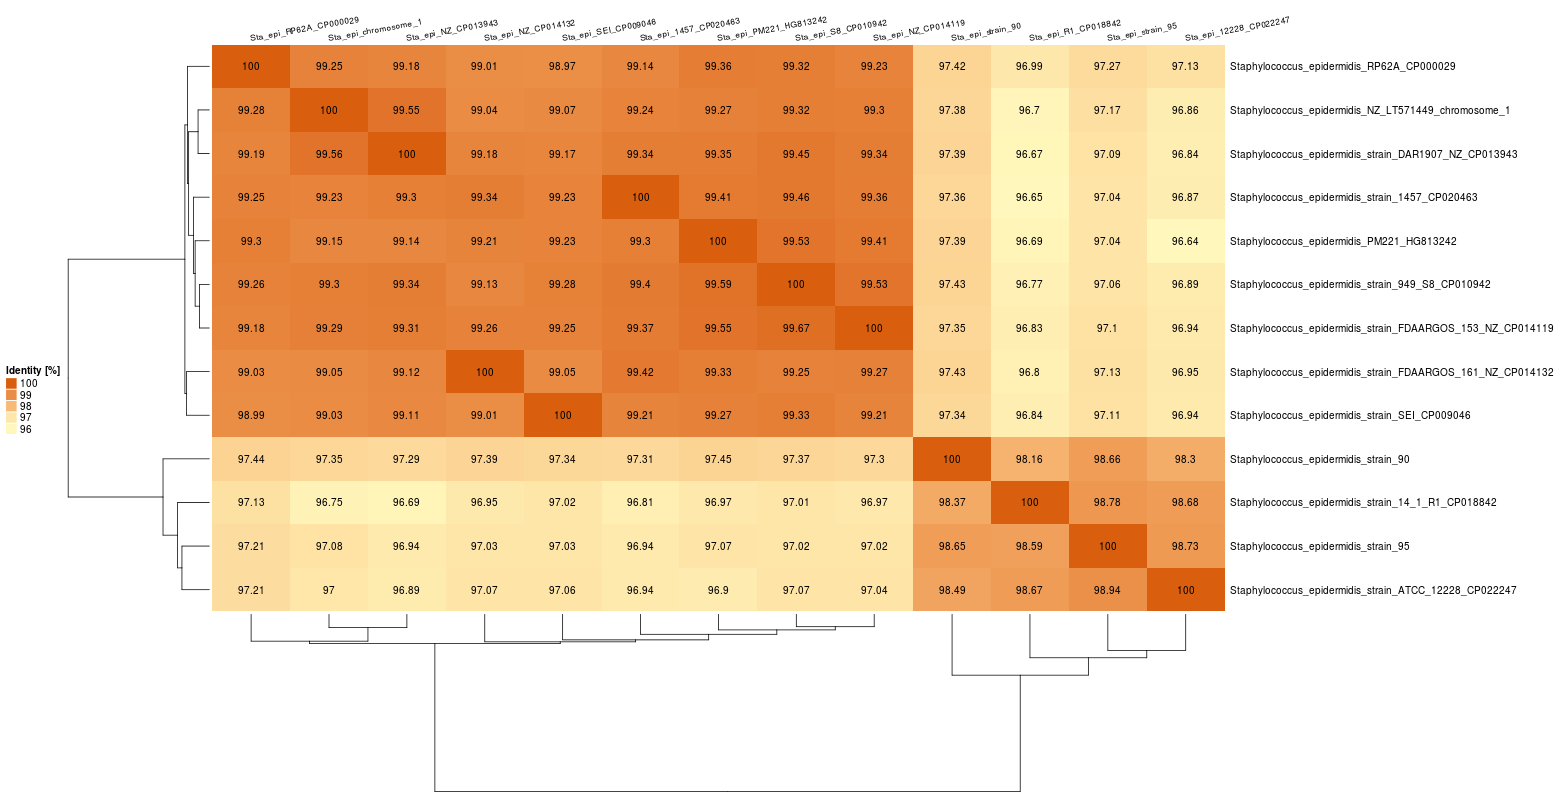 Sta_epi_RP62A_CP000029 Sta_epi_chromosome_1 Sta_epi_NZ_CP013943 Sta_epi_NZ_CP014132 Sta_epi_SEI_CP009046 Sta_epi_1457_CP020463 Sta_epi_PM221_HG813242 Sta_epi_S8_CP010942 Sta_epi_NZ_CP014119 Sta_epi_strain_90 Sta_epi_R1_CP018842 Sta_epi_strain_95 Sta_epi_12228_CP022247
100 99.25 99.18 99.01 98.97 99.14 99.36 99.32 99.23 97.42 96.99 97.27 97.13 Staphylococcus_epidermidis_RP62A_CP000029
99.28 100 99.55 99.04 99.07 99.24 99.27 99.32 99.3 97.38 96.7 97.17 96.86 Staphylococcus_epidermidis_NZ_LT571449_chromosome_1
99.19 99.56 100 99.18 99.17 99.34 99.35 99.45 99.34 97.39 96.67 97.09 96.84 Staphylococcus_epidermidis_strain_DAR1907_NZ_CP013943
99.25 99.23 99.3 99.34 99.23 100 99.41 99.46 99.36 97.36 96.65 97.04 96.87 Staphylococcus_epidermidis_strain_1457_CP020463
99.3 99.15 99.14 99.21 99.23 99.3 100 99.53 99.41 97.39 96.69 97.04 96.64 Staphylococcus_epidermidis_PM221_HG813242
99.26 99.3 99.34 99.13 99.28 99.4 99.59 100 99.53 97.43 96.77 97.06 96.89 Staphylococcus_epidermidis_strain_949_S8_CP010942
99.18 99.29 99.31 99.26 99.25 99.37 99.55 99.67 100 97.35 96.83 97.1 96.94 Staphylococcus_epidermidis_strain_FDAARGOS_153_NZ_CP014119
99.03 99.05 99.12 100 99.05 99.42 99.33 99.25 99.27 97.43 96.8 97.13 96.95 Staphylococcus_epidermidis_strain_FDAARGOS_161_NZ_CP014132
98.99 99.03 99.11 99.01 100 99.21 99.27 99.33 99.21 97.34 96.84 97.11 96.94 Staphylococcus_epidermidis_strain_SEI_CP009046
97.44 97.35 97.29 97.39 97.34 97.31 97.45 97.37 97.3 100 98.16 98.66 98.3 Staphylococcus_epidermidis_strain_90
97.13 96.75 96.69 96.95 97.02 96.81 96.97 97.01 96.97 98.37 100 98.78 98.68 Staphylococcus_epidermidis_strain_14_1_R1_CP018842
97.21 97.08 96.94 97.03 97.03 96.94 97.07 97.02 97.02 98.65 98.59 100 98.73 Staphylococcus_epidermidis_strain_95
97.21 97 96.89 97.07 97.06 96.94 96.9 97.07 97.04 98.49 98.67 98.94 100 Staphylococcus_epidermidis_strain_ATCC_12228_CP022247
Identity [%]
100
99
98
97
96